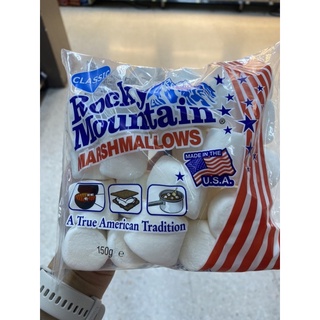 CLASSIC
Rocky
Mountain®
MARSHMALLOWS
MADE IN THE
U.S.A.
A True American Tradition
150g e